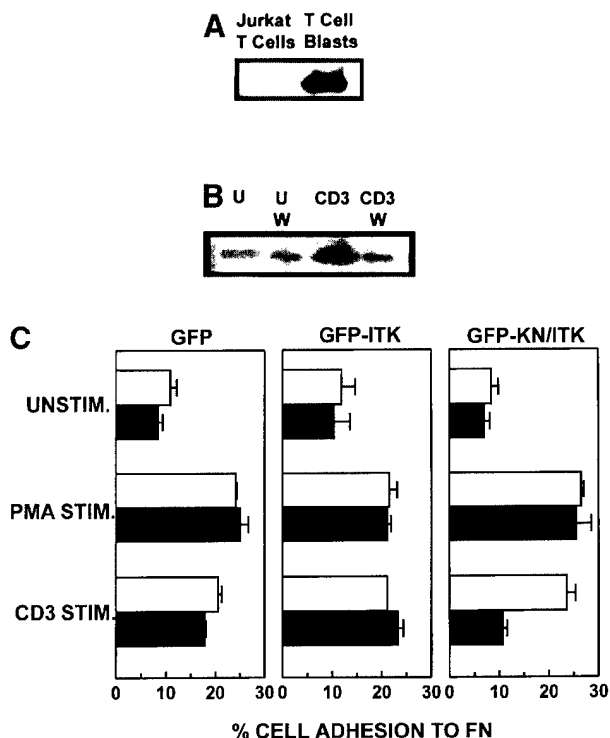 A
Jurkat T Cell
T Cells Blasts
B
U U CD3 CD3
W W
C
GFP GFP-ITK GFP-KN/ITK
UNSTIM.
PMA STIM.
CD3 STIM.
0 10 20 30 0 10 20 30 0 10 20 30
% CELL ADHESION TO FN